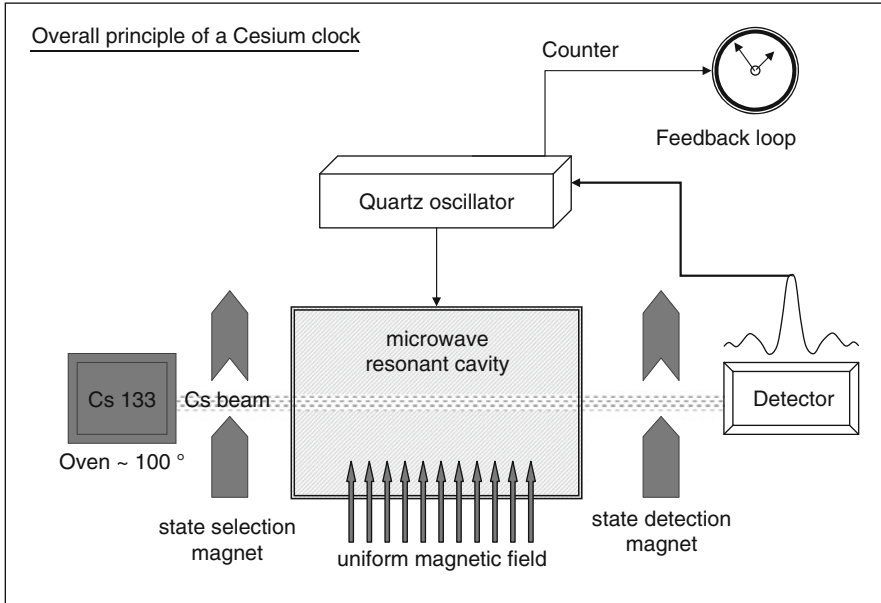 Overall principle of a Cesium clock
Counter
Feedback loop
Quartz oscillator
microwave
resonant cavity
Cs 133
Cs beam
Detector
Oven ~ 100 °
state selection
magnet
uniform magnetic field
state detection
magnet